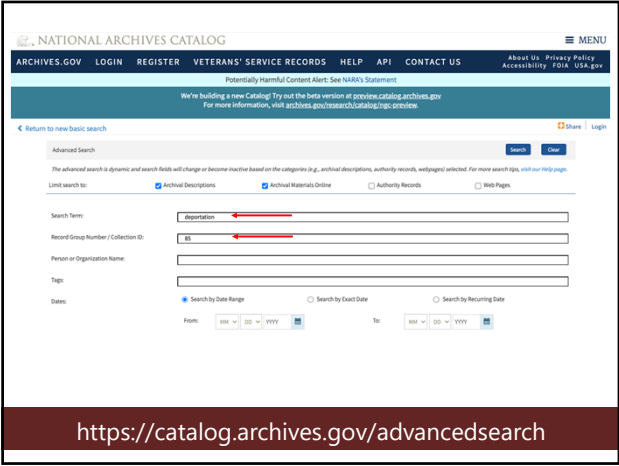 NATIONAL ARCHIVES CATALOG
MENU
ARCHIVES.GOV LOGIN REGISTER VETERANS' SERVICE RECORDS HELP API CONTACT US
About Us Privacy Policy
Accessibility FOIA USA.gov
Potentially Harmful Content Alert: See NARA's Statement
We're building a new Catalog! Try out the beta version at preview.catalog.archives.gov
For more information, visit archives.gov/research/catalog/ngc-preview.
Return to new basic search
Share Login
Advanced Search
Search Clear
The advanced search is dynamic and search fields will change or become inactive based on the categories (e.g., archival descriptions, authority records, webpages) selected. For more search tips, visit our Help page.
Limit search to: Archival Descriptions Archival Materials Online Authority Records Web Pages
Search Term: deportation
Record Group Number / Collection ID: 85
Person or Organization Name:
Tags:
Dates: Search by Date Range Search by Exact Date Search by Recurring Date
From: MM DD YYYY To: MM DD YYYY
https://catalog.archives.gov/advancedsearch